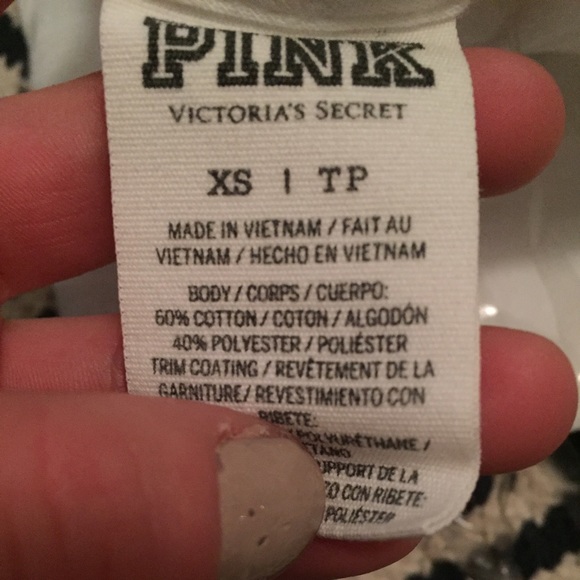 PINK
VICTORIA'S SECRET
XS | TP
MADE IN VIETNAM / FAIT AU
VIETNAM / HECHO EN VIETNAM
BODY / CORPS / CUERPO:
60% COTTON / COTON / ALGODÓN
40% POLYESTER / POLIÉSTER
TRIM COATING / REVÊTEMENT DE LA
GARNITURE / REVESTIMIENTO CON
RIBETE:
/ POLYURÉTHANE /
TANO
UPPORT DE LA
ZO CON RIBETE:
POLIÉSTER